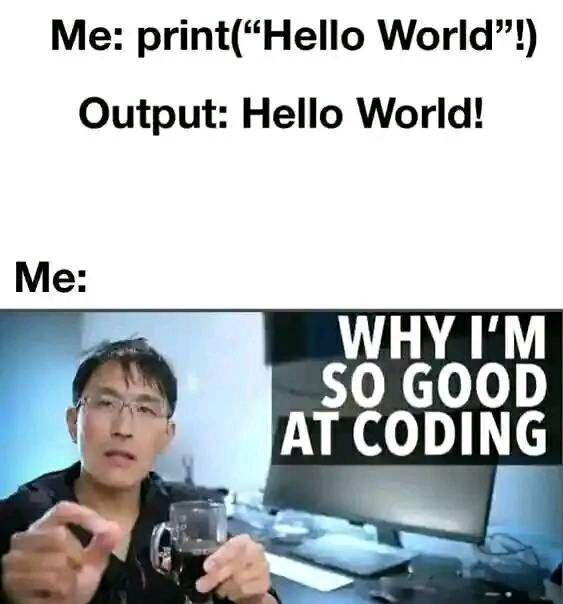 Me: print(“Hello World”!)
Output: Hello World!
Me:
WHY I'M
SO GOOD
AT CODING